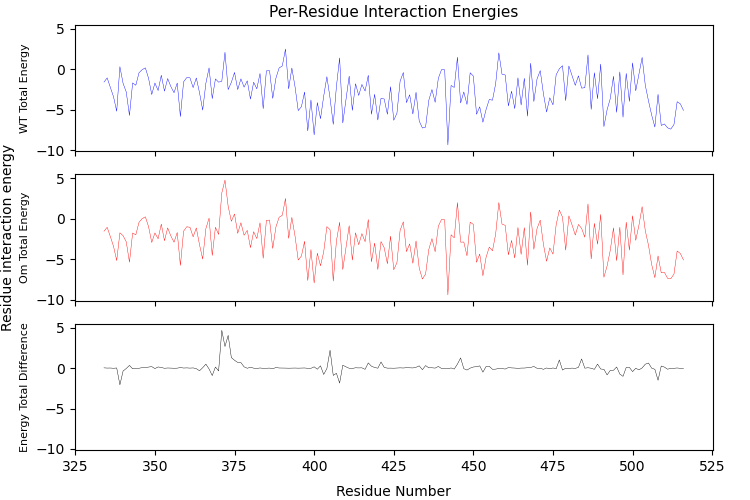 Per-Residue Interaction Energies
Residue interaction energy
WT Total Energy
5
0
−5
−10
Om Total Energy
5
0
−5
−10
Energy Total Difference
5
0
−5
−10
325 350 375 400 425 450 475 500 525
Residue Number